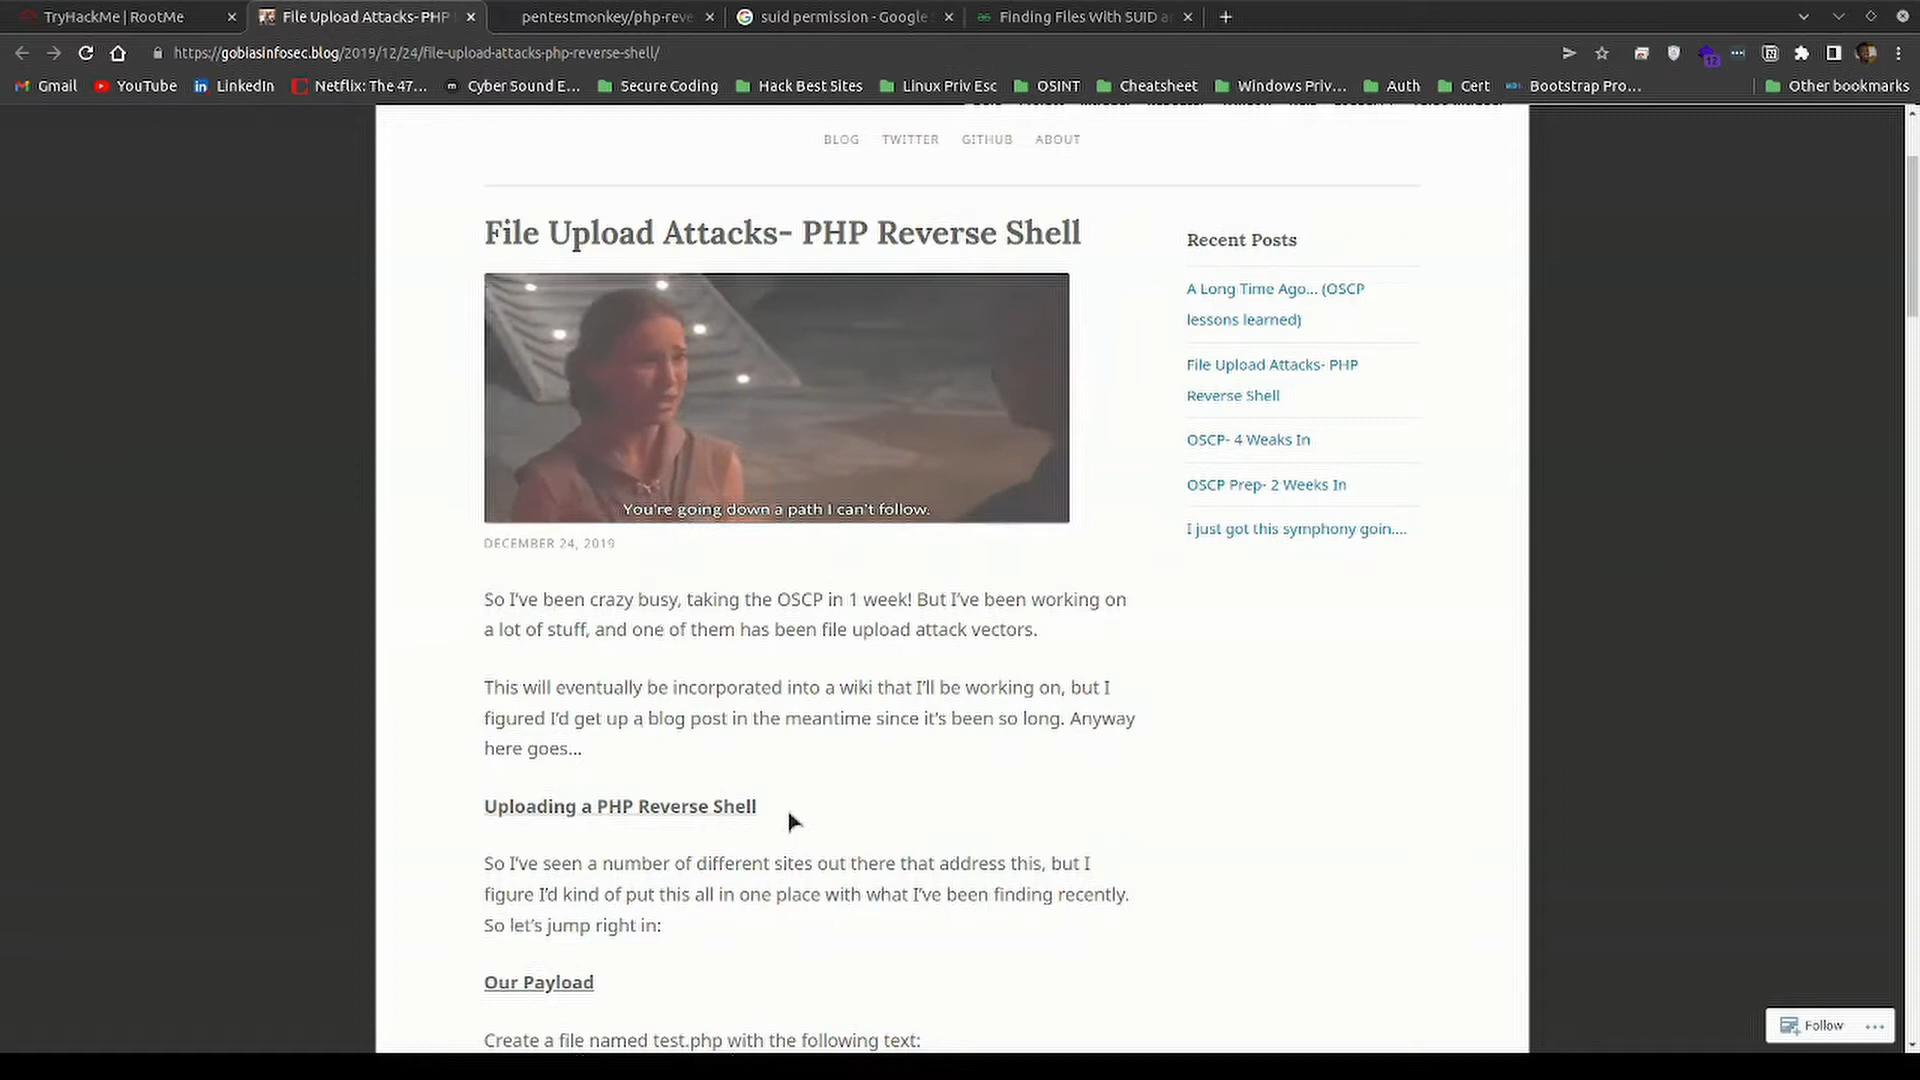 TryHackMe | RootMe
File Upload Attacks- PHP
pentestmonkey/php-reve
suid permission - Google
Finding Files With SUID a
https://gobiasinfosec.blog/2019/12/24/file-upload-attacks-php-reverse-shell/
12
Gmail
YouTube
LinkedIn
Netflix: The 47...
Cyber Sound E...
Secure Coding
Hack Best Sites
Linux Priv Esc
OSINT
Cheatsheet
Windows Priv...
Auth
Cert
Bootstrap Pro...
Other bookmarks
BLOG TWITTER GITHUB ABOUT
File Upload Attacks- PHP Reverse Shell
You're going down a path I can't follow.
DECEMBER 24, 2019
So I've been crazy busy, taking the OSCP in 1 week! But I've been working on
a lot of stuff, and one of them has been file upload attack vectors.
This will eventually be incorporated into a wiki that I'll be working on, but I
figured I'd get up a blog post in the meantime since it's been so long. Anyway
here goes...
Uploading a PHP Reverse Shell
So I've seen a number of different sites out there that address this, but I
figure I'd kind of put this all in one place with what I've been finding recently.
So let's jump right in:
Our Payload
Create a file named test.php with the following text:
Recent Posts
A Long Time Ago... (OSCP
lessons learned)
File Upload Attacks- PHP
Reverse Shell
OSCP- 4 Weaks In
OSCP Prep- 2 Weeks In
I just got this symphony goin....
Follow